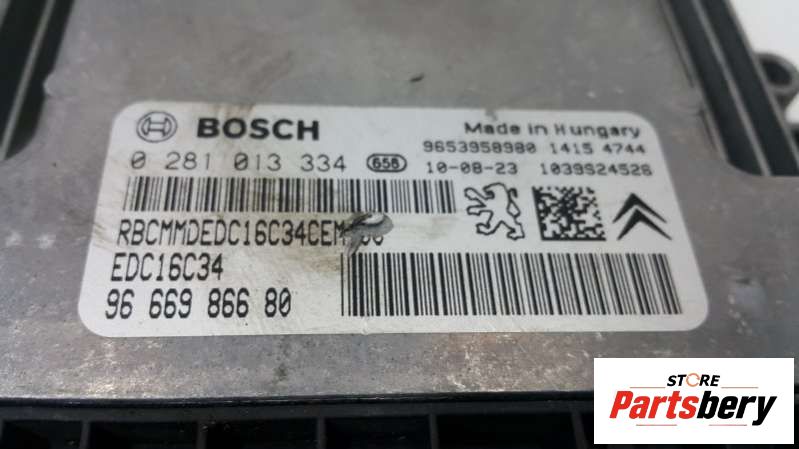 BOSCH
Made in Hungary
9653958980 1415 4744
0 281 013 334 656 10-08-23 1039S24526
EDC16C34
96 669 866 80
STORE
Partsbery